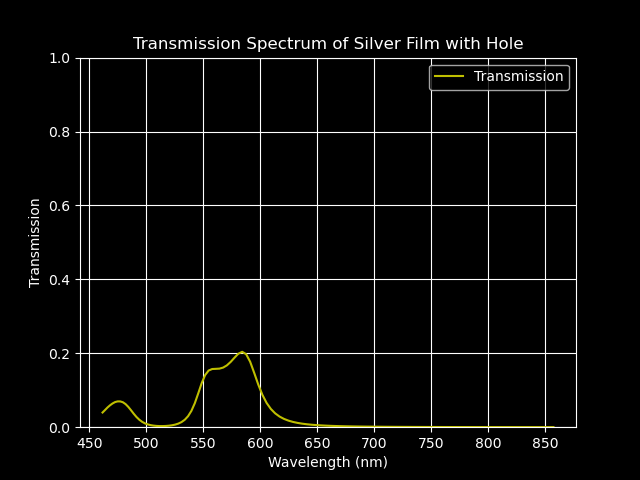 Transmission Spectrum of Silver Film with Hole
Transmission
1.0
0.8
0.6
0.4
0.2
0.0
Transmission
450 500 550 600 650 700 750 800 850
Wavelength (nm)